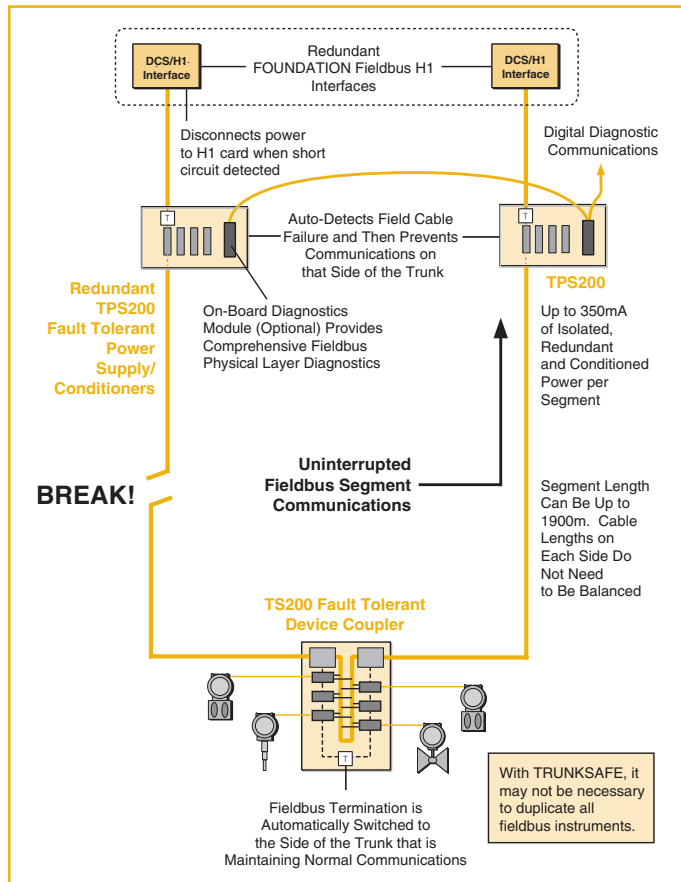 DCS/H1
Interface
Redundant
FOUNDATION Fieldbus H1
Interfaces
DCS/H1
Interface
Disconnects power
to H1 card when short
circuit detected
Digital Diagnostic
Communications
T
Auto-Detects Field Cable
Failure and Then Prevents
Communications on
that Side of the Trunk
T
Redundant
TPS200
Fault Tolerant
Power
Supply/
Conditioners
On-Board Diagnostics
Module (Optional) Provides
Comprehensive Fieldbus
Physical Layer Diagnostics
TPS200
Up to 350mA
of Isolated,
Redundant
and Conditioned
Power per
Segment
BREAK!
Uninterrupted
Fieldbus Segment
Communications
Segment Length
Can Be Up to
1900m. Cable
Lengths on
Each Side Do
Not Need
to Be Balanced
TS200 Fault Tolerant
Device Coupler
T
Fieldbus Termination is
Automatically Switched to
the Side of the Trunk that is
Maintaining Normal Communications
With TRUNKSAFE, it
may not be necessary
to duplicate all
fieldbus instruments.